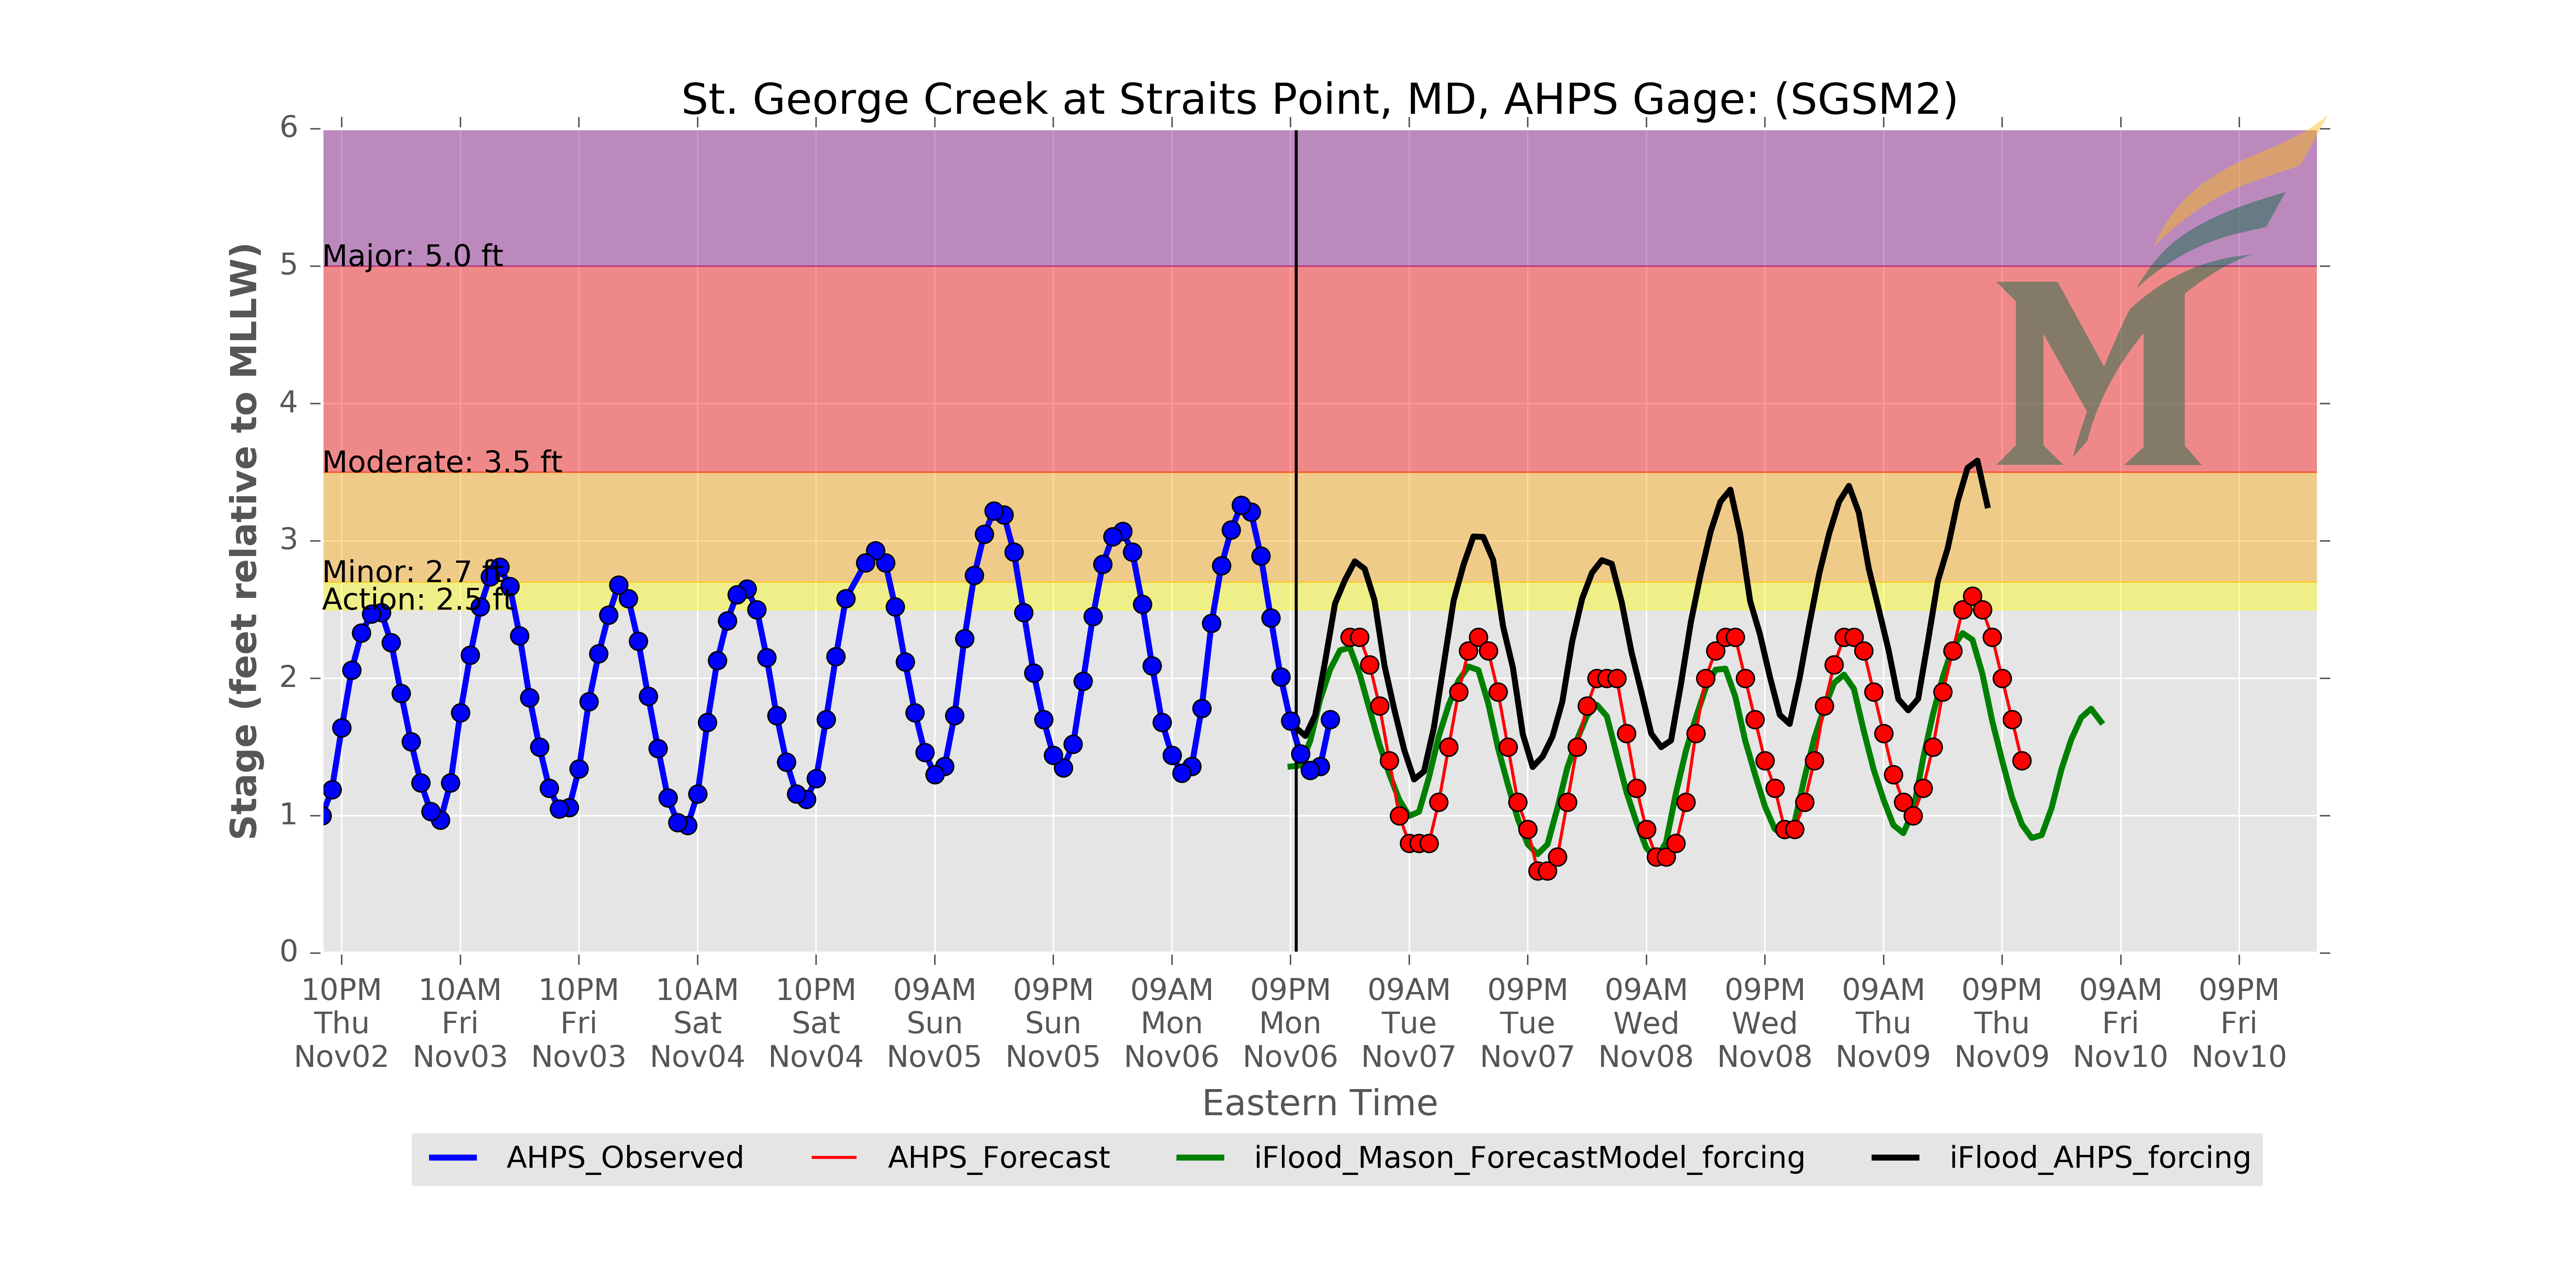 St. George Creek at Straits Point, MD, AHPS Gage: (SGSM2)
Stage (feet relative to MLLW)
6
5
4
3
2
1
0
Major: 5.0 ft
Moderate: 3.5 ft
Minor: 2.7 ft
Action: 2.5 ft
M
10PM 10AM 10PM 10AM 10PM 09AM 09PM 09AM 09PM 09AM 09PM 09AM 09PM 09AM 09PM 09AM 09PM
Thu Fri Fri Sat Sat Sun Sun Mon Mon Tue Tue Wed Wed Thu Thu Fri Fri
Nov02 Nov03 Nov03 Nov04 Nov04 Nov05 Nov05 Nov06 Nov06 Nov07 Nov07 Nov08 Nov08 Nov09 Nov09 Nov10 Nov10
Eastern Time
AHPS_Observed AHPS_Forecast iFlood_Mason_ForecastModel_forcing iFlood_AHPS_forcing